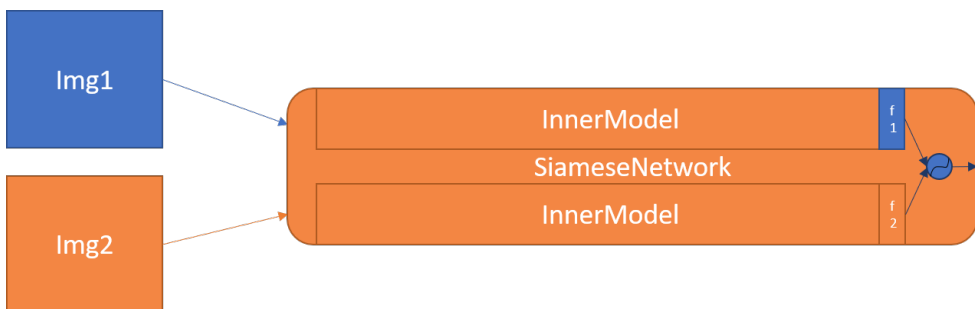 Img1
InnerModel
f
1
SiameseNetwork
Img2
InnerModel
f
2